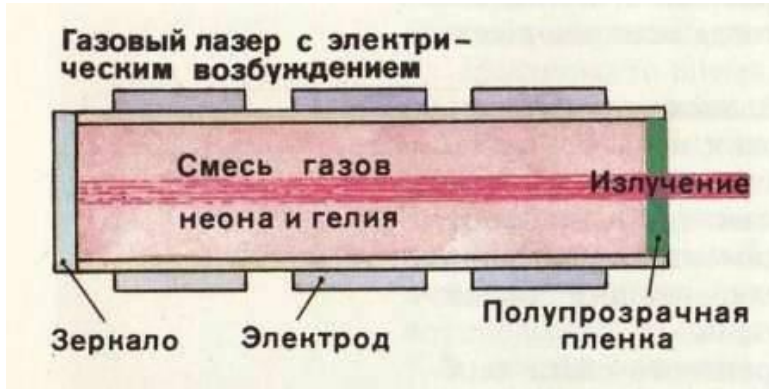 Газовый лазер с электри-
ческим возбуждением
Смесь газов
Излучение
неона и гелия
Зеркало
Электрод
Полупрозрачная
пленка